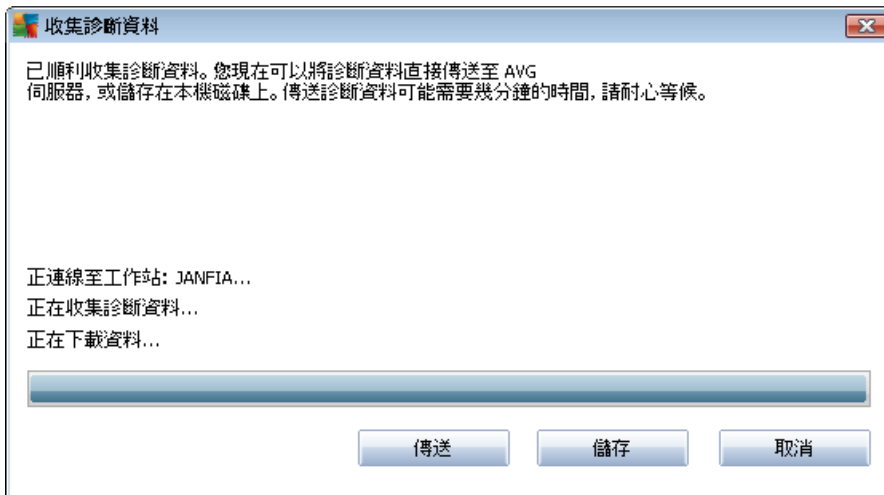 收集診斷資料
已順利收集診斷資料。您現在可以將診斷資料直接傳送至 AVG
伺服器, 或儲存在本機磁碟上。傳送診斷資料可能需要幾分鐘的時間, 請耐心等候。
正連線至工作站: JANFIA...
正在收集診斷資料...
正在下載資料...
傳送
儲存
取消